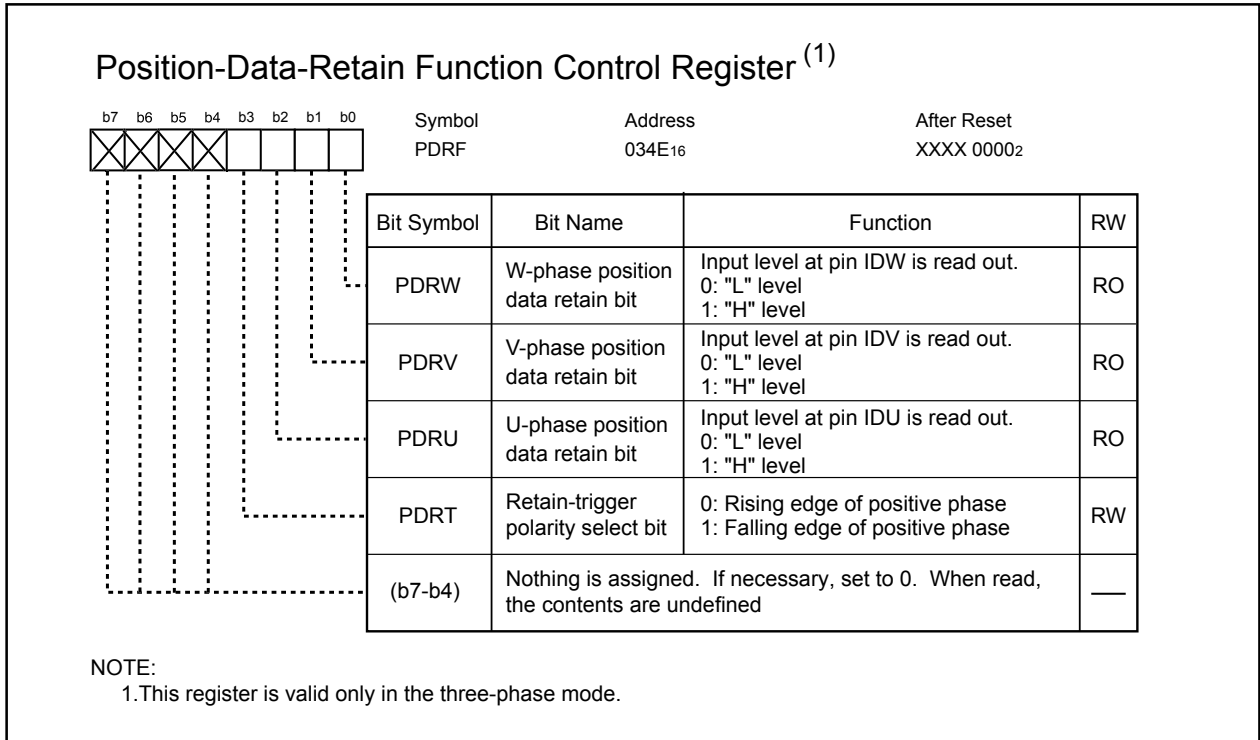 Position-Data-Retain Function Control Register (1)
b7 b6 b5 b4 b3 b2 b1 b0
Symbol Address After Reset
PDRF 034E16 XXXX 00002
Bit Symbol Bit Name Function RW
PDRW
W-phase position
data retain bit
Input level at pin IDW is read out.
0: "L" level
1: "H" level
RO
PDRV
V-phase position
data retain bit
Input level at pin IDV is read out.
0: "L" level
1: "H" level
RO
PDRU
U-phase position
data retain bit
Input level at pin IDU is read out.
0: "L" level
1: "H" level
RO
PDRT
Retain-trigger
polarity select bit
0: Rising edge of positive phase
1: Falling edge of positive phase
RW
(b7-b4)
Nothing is assigned. If necessary, set to 0. When read,
the contents are undefined
—
NOTE:
1.This register is valid only in the three-phase mode.